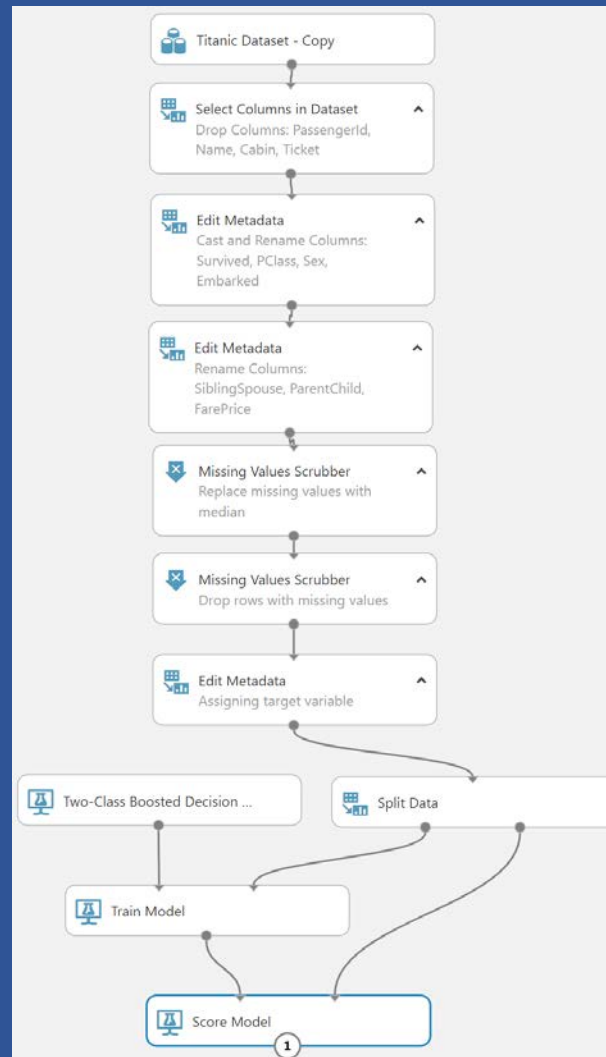 Titanic Dataset - Copy
Select Columns in Dataset
Drop Columns: PassengerId,
Name, Cabin, Ticket
Edit Metadata
Cast and Rename Columns:
Survived, PClass, Sex,
Embarked
Edit Metadata
Rename Columns:
SiblingSpouse, ParentChild,
FarePrice
Missing Values Scrubber
Replace missing values with
median
Missing Values Scrubber
Drop rows with missing values
Edit Metadata
Assigning target variable
Two-Class Boosted Decision ...
Split Data
Train Model
Score Model
1